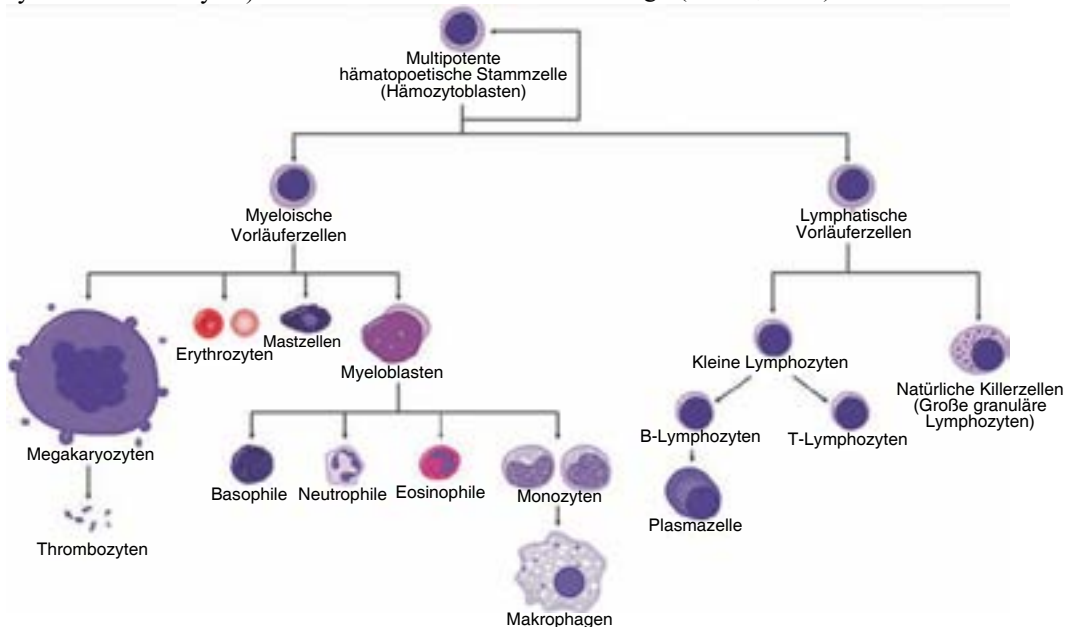 Multipotente
hämatopoetische Stammzelle
(Hämozytoblasten)
Myeloische
Vorläuferzellen
Lymphatische
Vorläuferzellen
Erythrozyten
Mastzellen
Myeloblasten
Kleine Lymphozyten
Natürliche Killerzellen
(Große granuläre
Lymphozyten)
B-Lymphozyten
T-Lymphozyten
Megakaryozyten
Basophile
Neutrophile
Eosinophile
Monozyten
Plasmazelle
Thrombozyten
Makrophagen